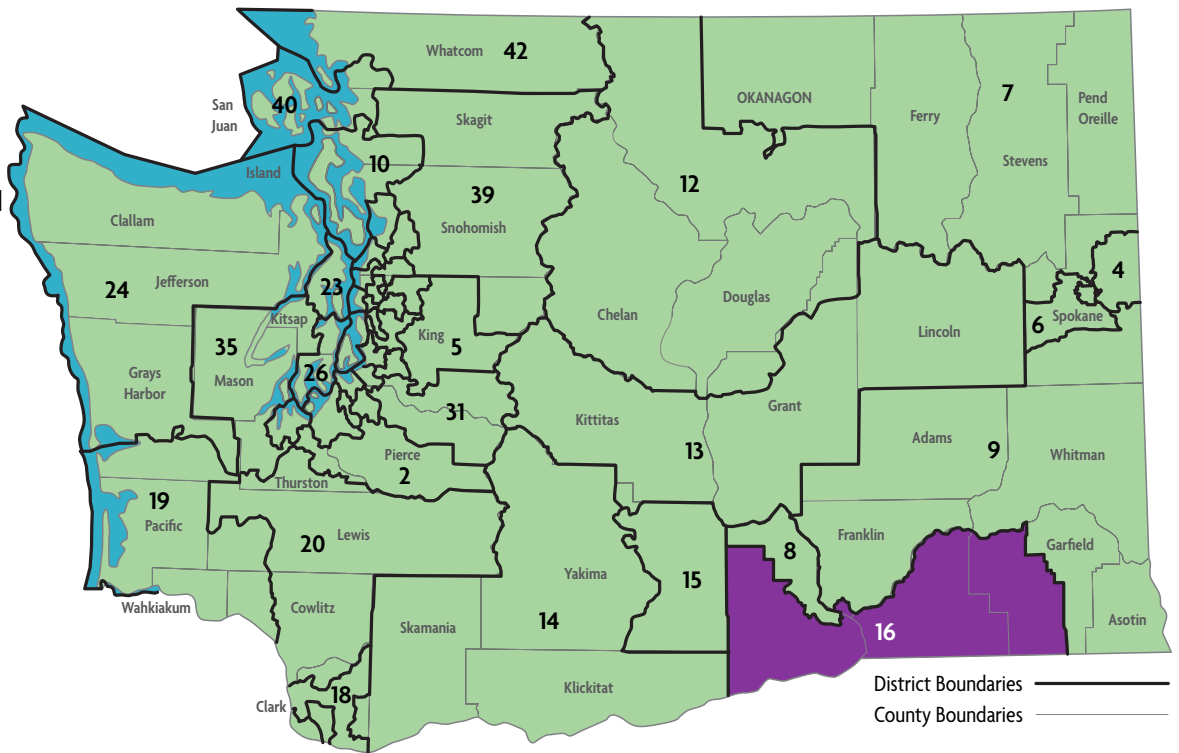 Whatcom 42
OKANAGON
7
Pend
Oreille
San
Juan
40
Skagit
Ferry
Stevens
Island
10
12
39
Snohomish
Clallam
24
Jefferson
23
4
Kitsap
Chelan
Douglas
Lincoln
6
Spokane
35
King
5
Mason
26
Grays
Harbor
31
Kittitas
Grant
Adams
9
Whitman
13
Pierce
2
Thurston
19
Pacific
20
Lewis
8
Franklin
Garfield
Yakima
15
Wahkiakum
Cowlitz
14
Skamania
16
Asotin
Klickitat
Clark
18
District Boundaries
County Boundaries